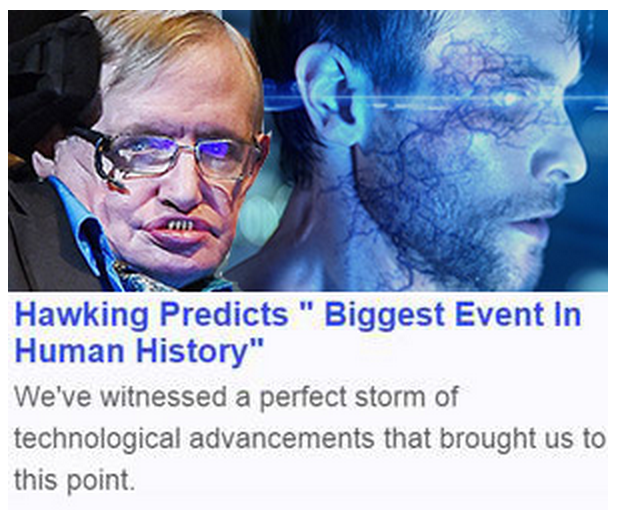 Hawking Predicts " Biggest Event In
Human History"
We've witnessed a perfect storm of
technological advancements that brought us to
this point.